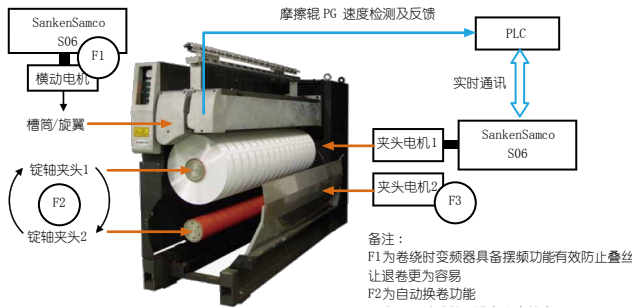 摩擦辊 PG 速度检测及反馈
SankenSamco
S06
F1
横动电机
PLC
实时通讯
槽筒/旋翼
夹头电机1
SankenSamco
S06
锭轴夹头1
F2
夹头电机2
F3
锭轴夹头2
备注：
F1为卷绕时变频器具备摆频功能有效防止叠丝
让退卷更为容易
F2为自动换卷功能